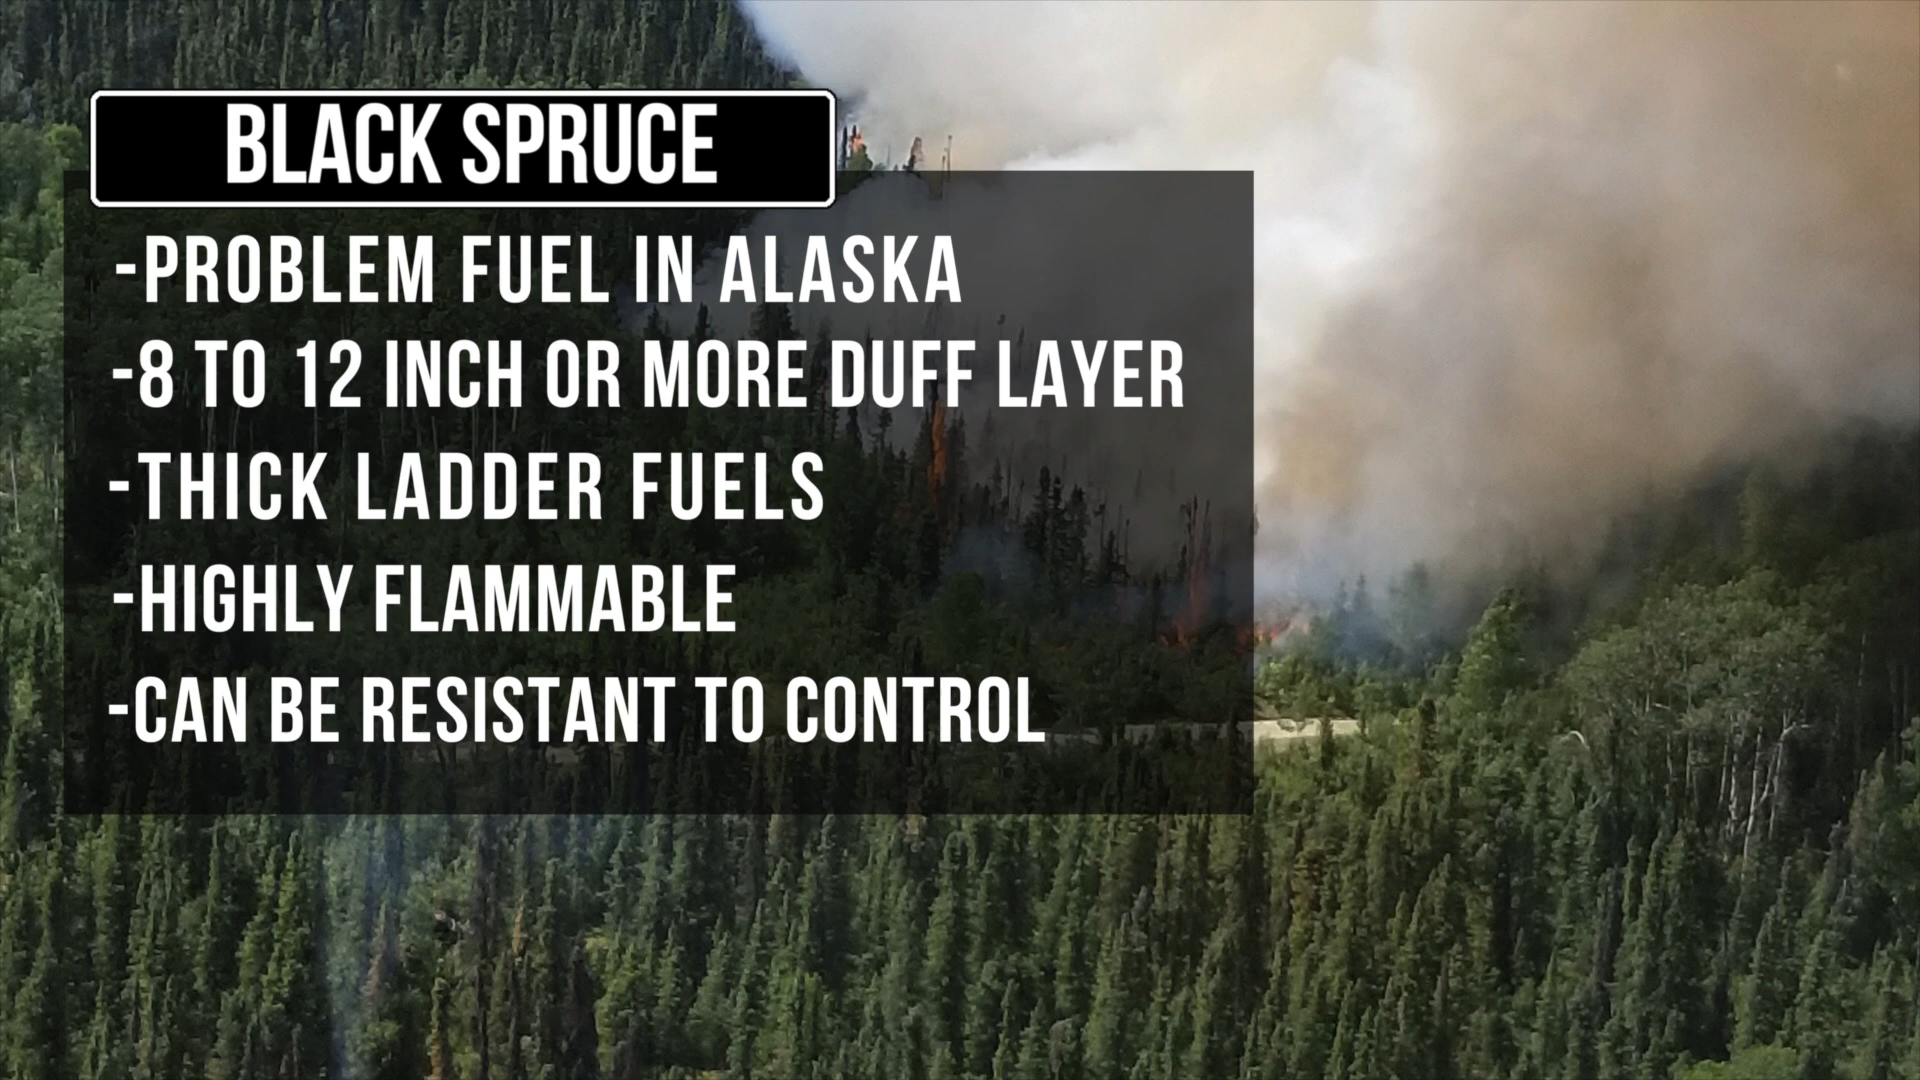 BLACK SPRUCE
-PROBLEM FUEL IN ALASKA
-8 TO 12 INCH OR MORE DUFF LAYER
-THICK LADDER FUELS
-HIGHLY FLAMMABLE
-CAN BE RESISTANT TO CONTROL